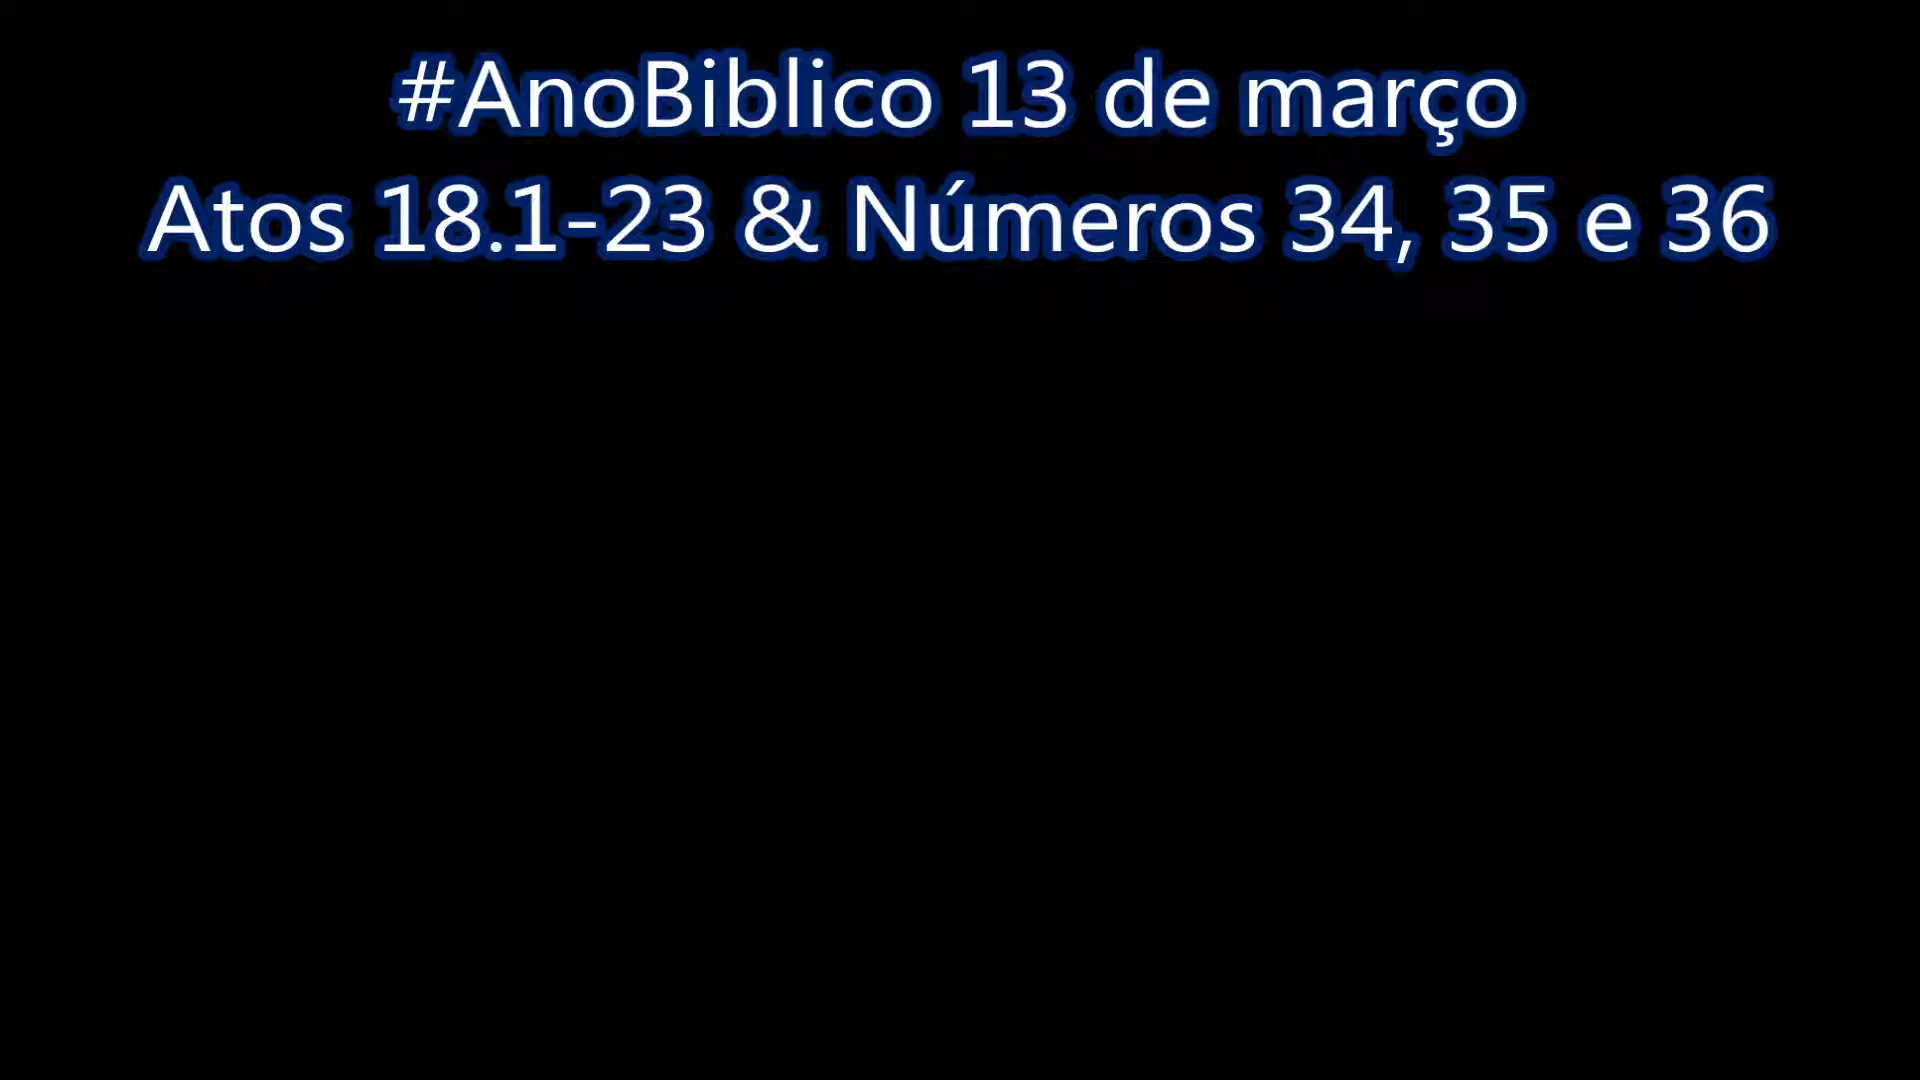 #AnoBiblico 13 de março
Atos 18.1-23 & Números 34, 35 e 36